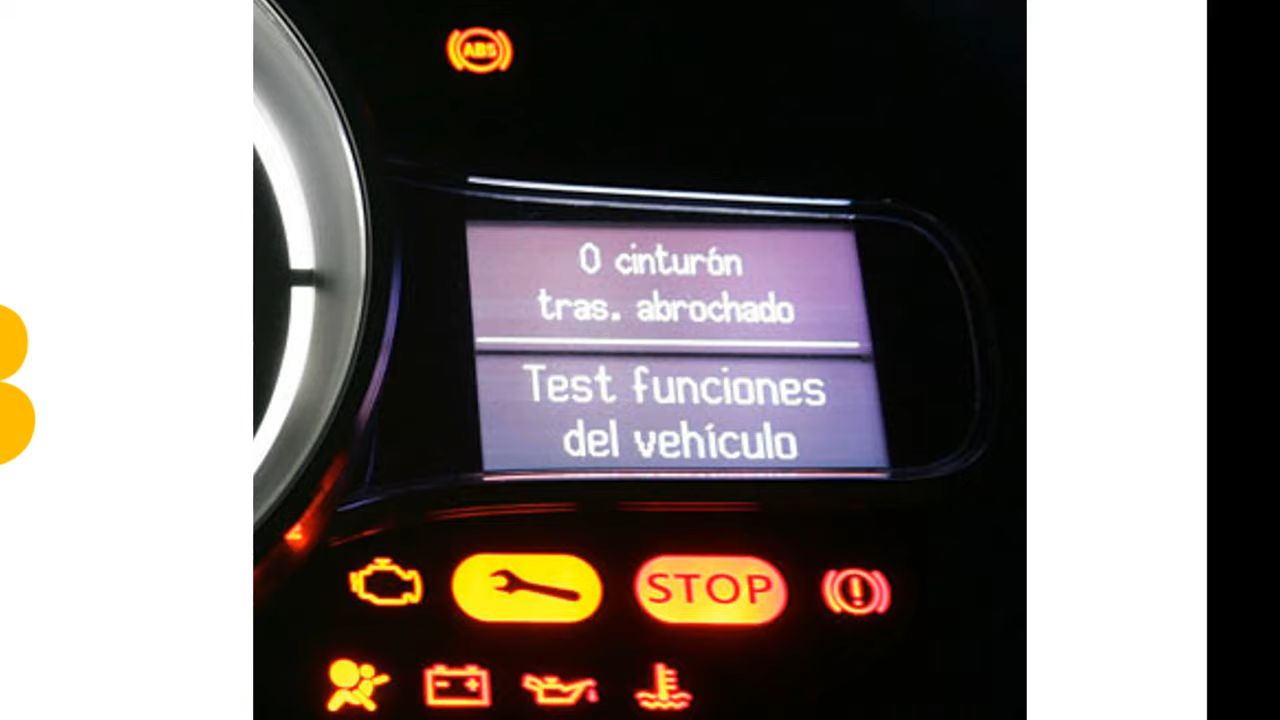 ABS
0 cinturón
tras. abrochado
Test funciones
del vehículo
STOP